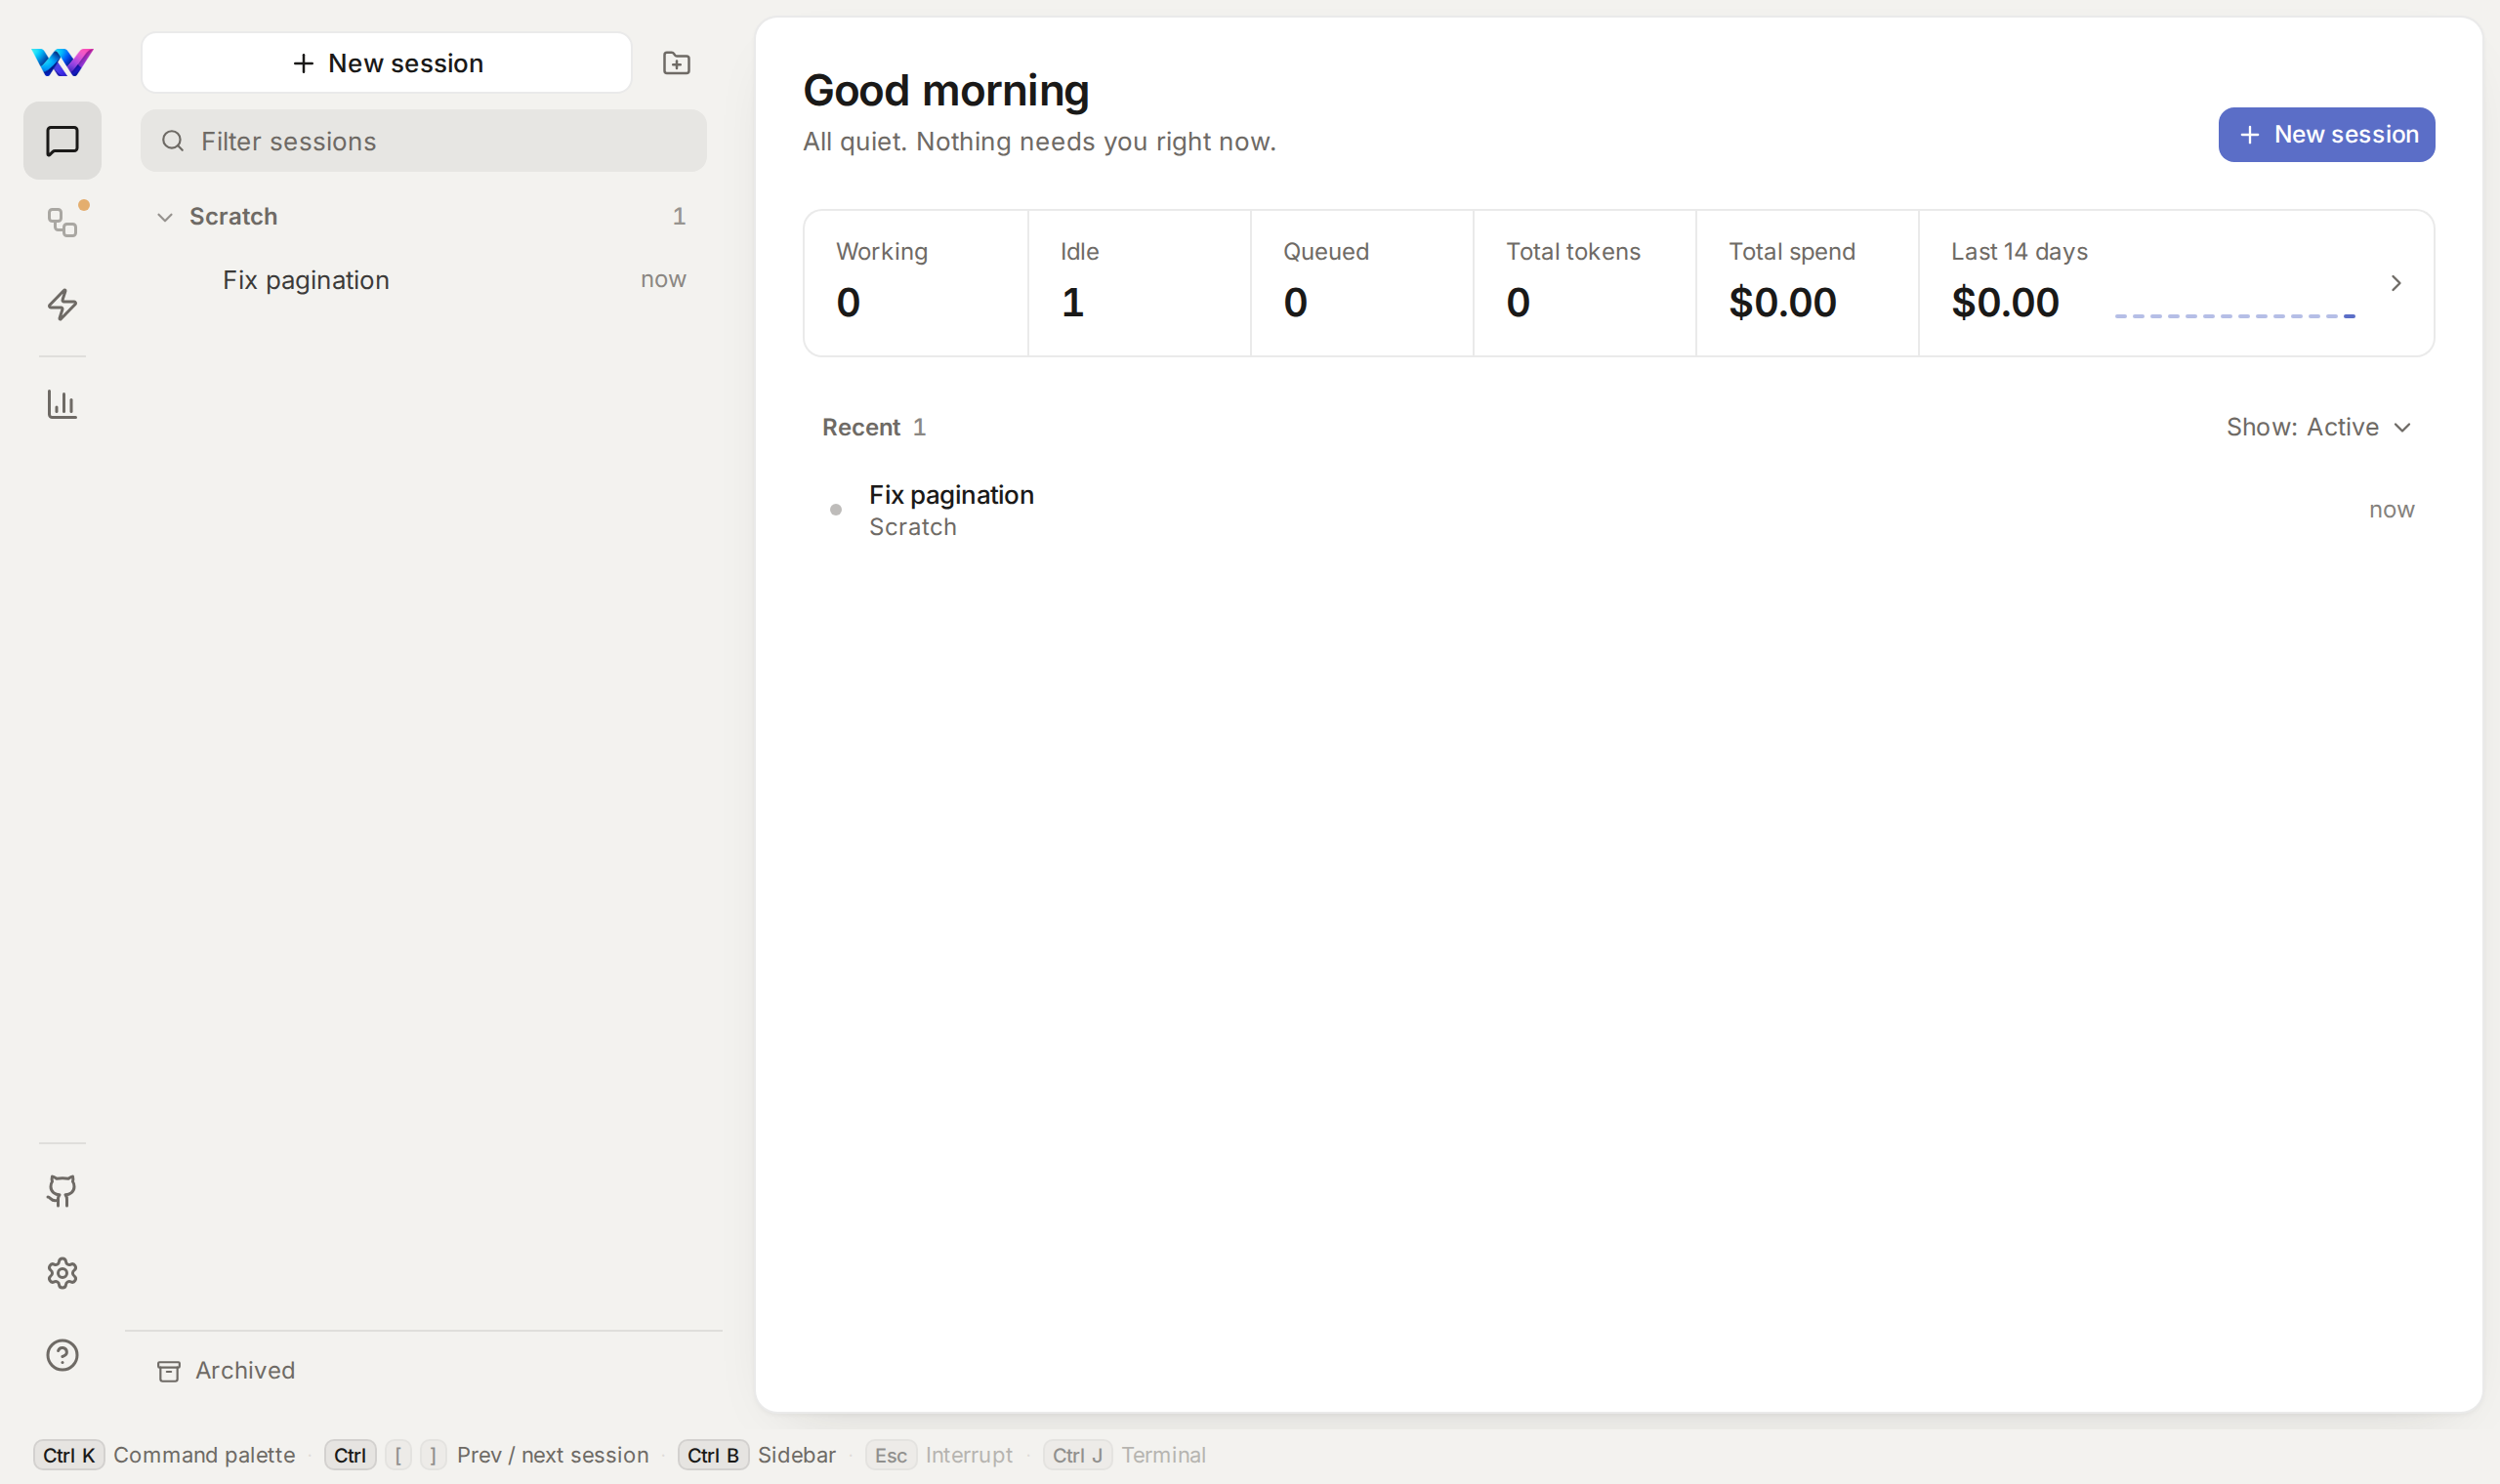 New session
Filter sessions
Scratch 1
Fix pagination now
Archived
Good morning
All quiet. Nothing needs you right now.
New session
Working Idle Queued Total tokens Total spend Last 14 days
0 1 0 0 $0.00 $0.00
Recent 1 Show: Active
Fix pagination
Scratch now
Ctrl K Command palette · Ctrl [ ] Prev / next session · Ctrl B Sidebar · Esc Interrupt · Ctrl J Terminal